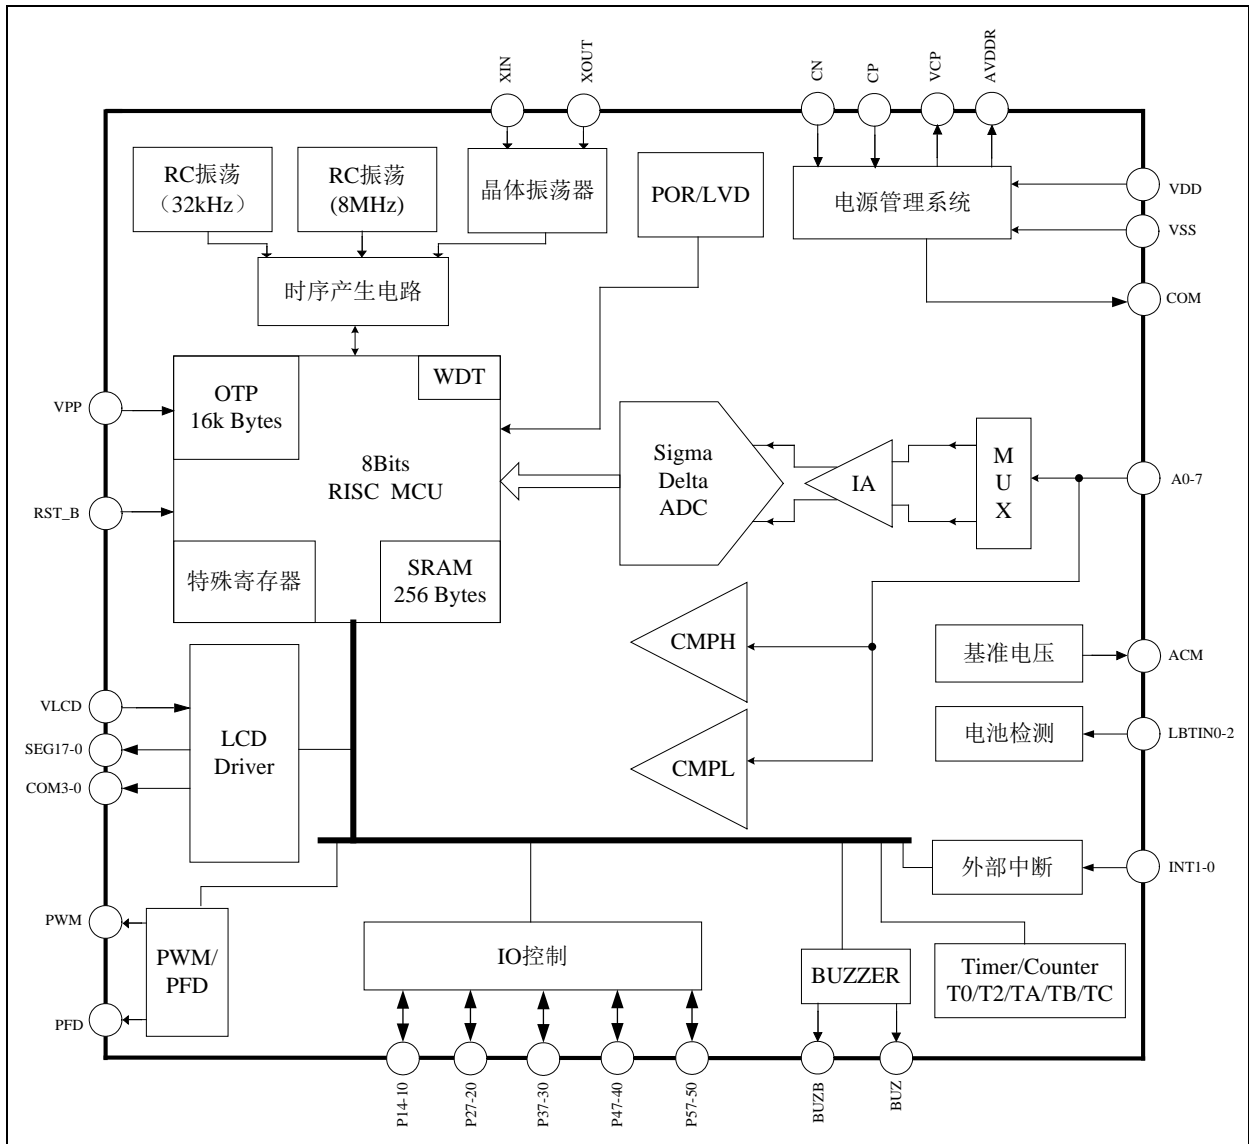 XIN
XOUT
CN
CP
VCP
AVDDR
RC振荡
（32kHz）
RC振荡
(8MHz)
晶体振荡器
POR/LVD
电源管理系统
VDD
VSS
COM
时序产生电路
OTP
16k Bytes
WDT
VPP
8Bits
RISC MCU
Sigma
Delta
ADC
IA
M
U
X
A0-7
RST_B
特殊寄存器
SRAM
256 Bytes
CMPH
基准电压
ACM
VLCD
SEG17-0
COM3-0
LCD
Driver
CMPL
电池检测
LBTIN0-2
外部中断
INT1-0
PWM
PFD
PWM/
PFD
IO控制
BUZZER
Timer/Counter
T0/T2/TA/TB/TC
P14-10
P27-20
P37-30
P47-40
P57-50
BUZB
BUZ